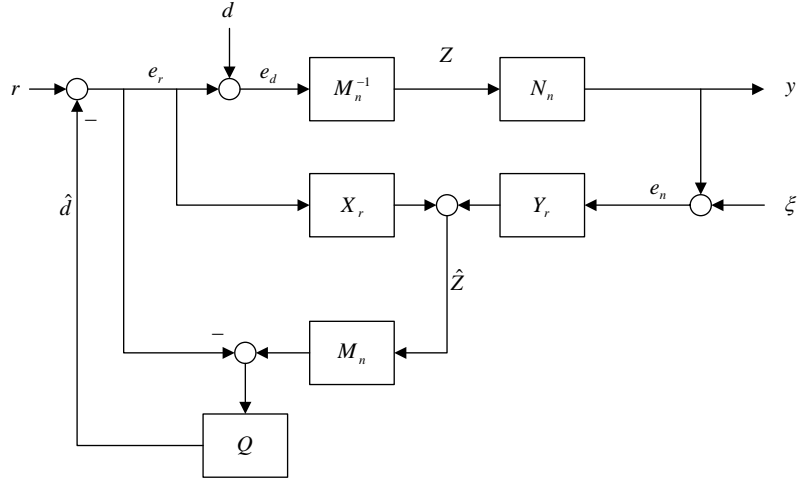 d
r
e_r
e_d
M_n^{-1}
Z
N_n
y
−
d̂
X_r
Y_r
e_n
ξ
Ẑ
−
M_n
Q